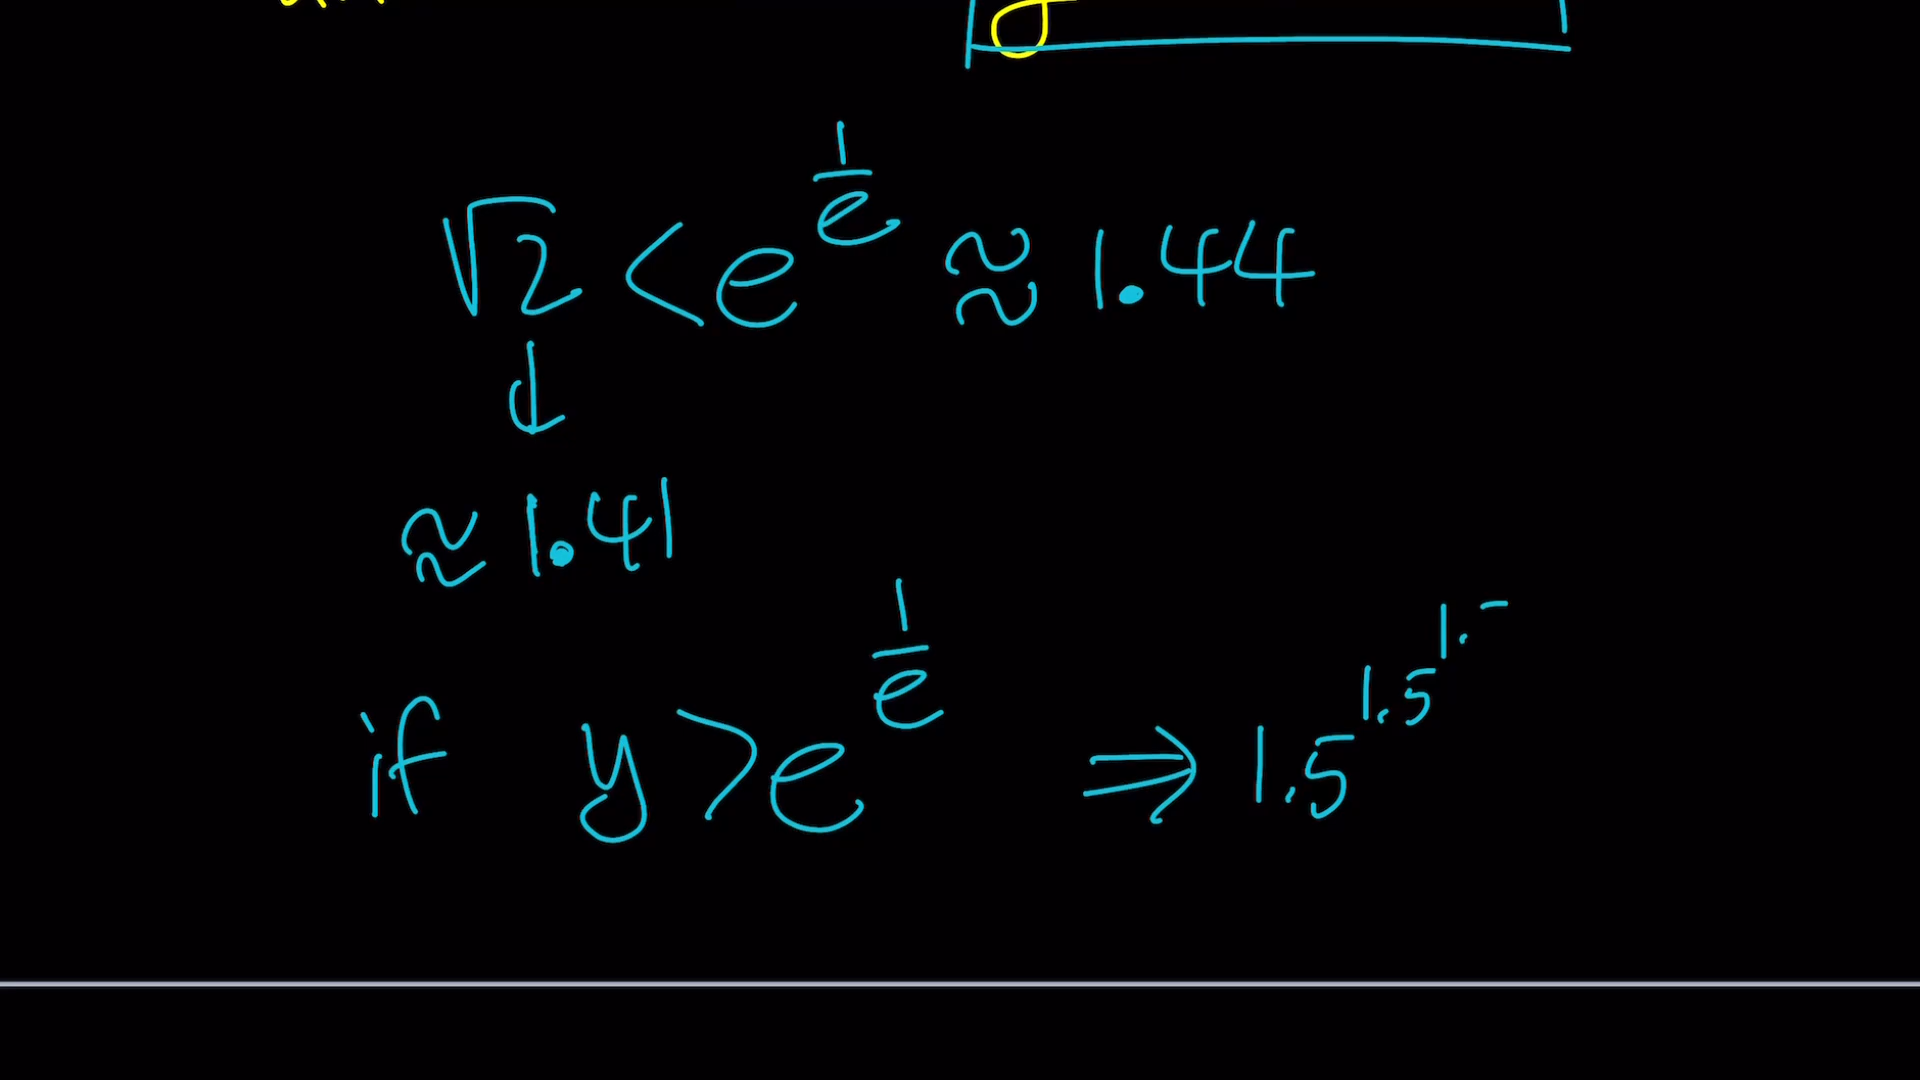 √2 < e^{1/e} ≈ 1.44
↓
≈ 1.41
if y > e^{1/e} ⇒ 1.5^{1.5^{1.-}}